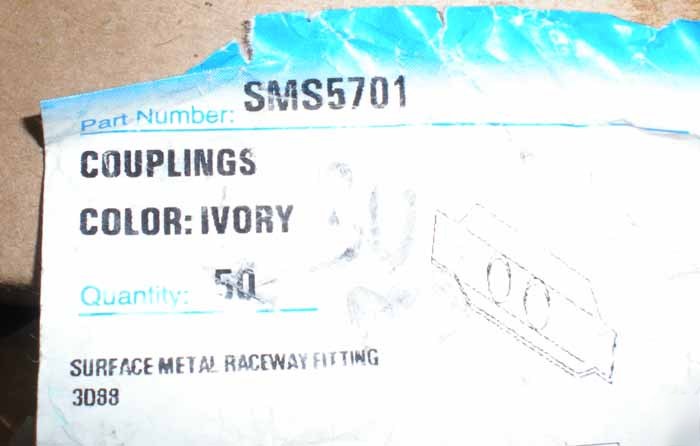 Part Number: SMS5701
COUPLINGS
COLOR: IVORY
Quantity: 50
SURFACE METAL RACEWAY FITTING
3D88